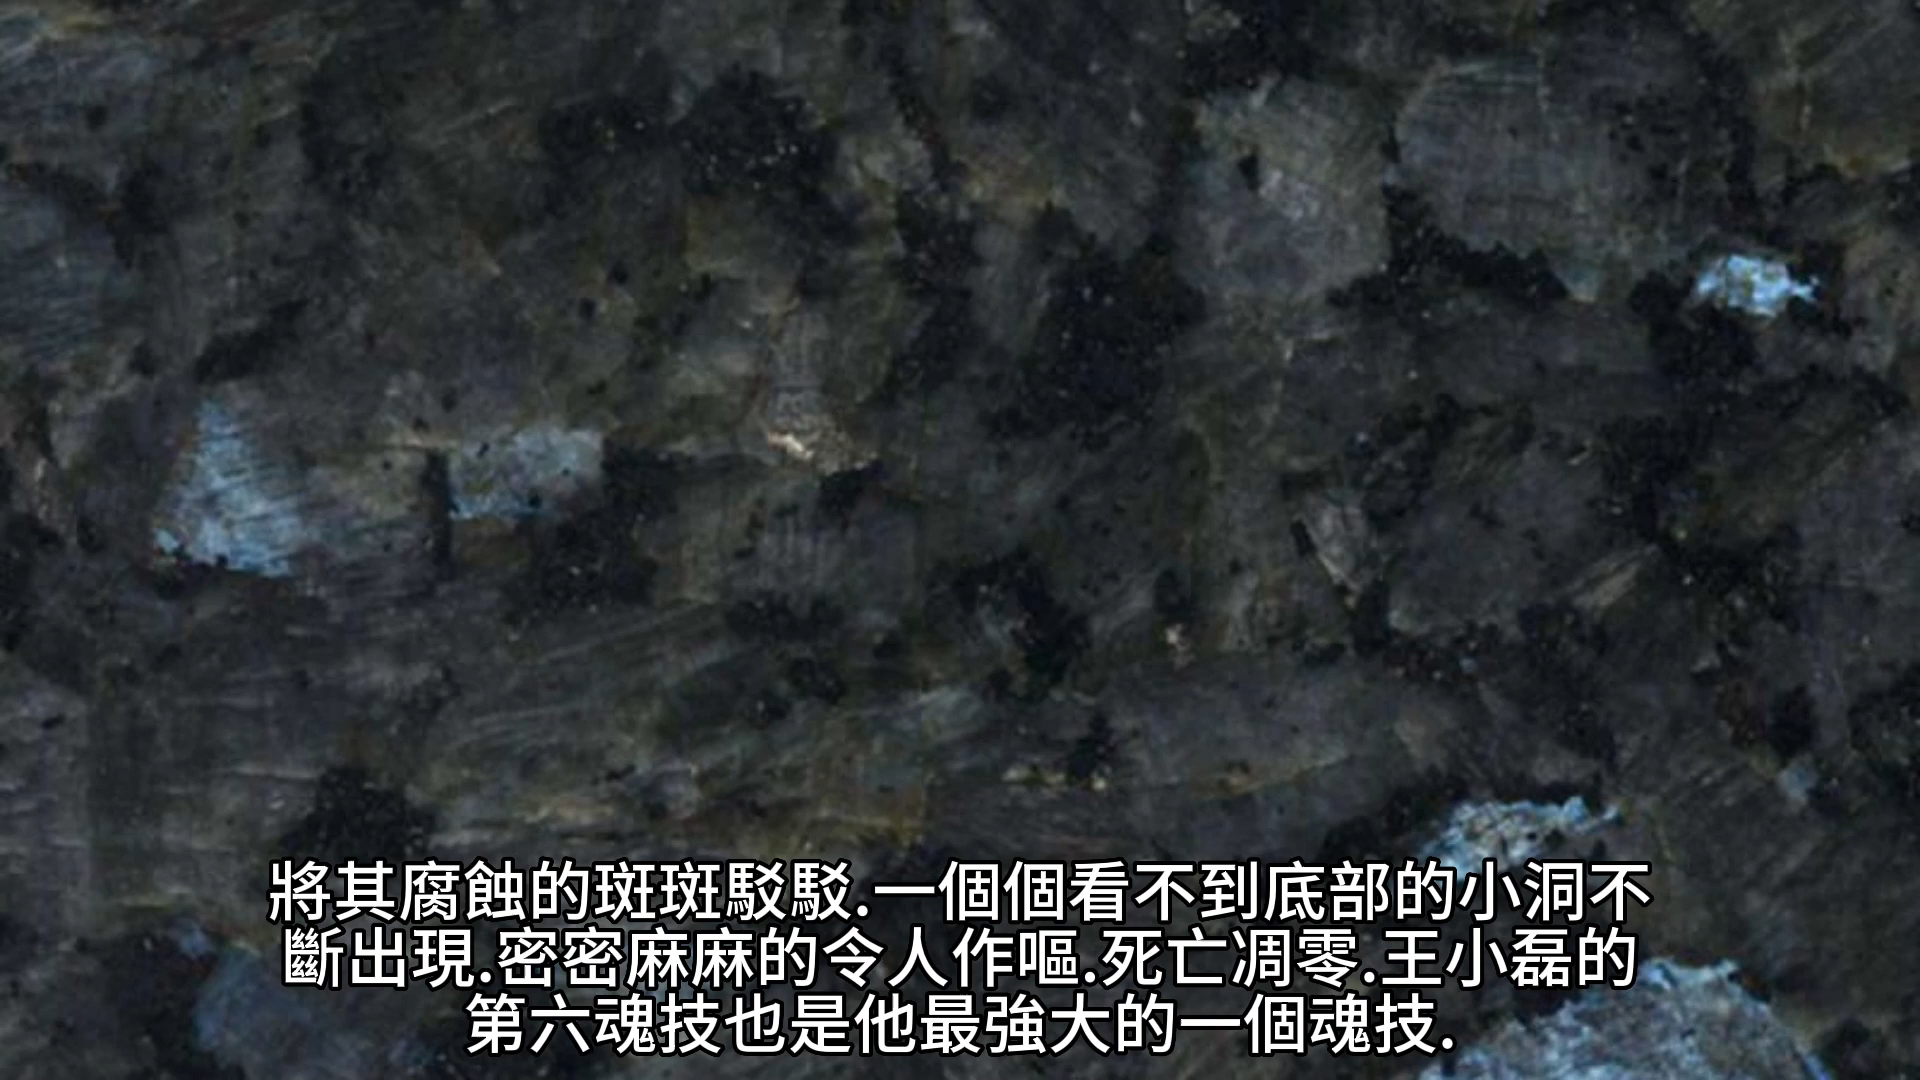 將其腐蝕的斑斑駁駁.一個個看不到底部的小洞不
斷出現.密密麻麻的令人作嘔.死亡凋零.王小磊的
第六魂技也是他最強大的一個魂技.